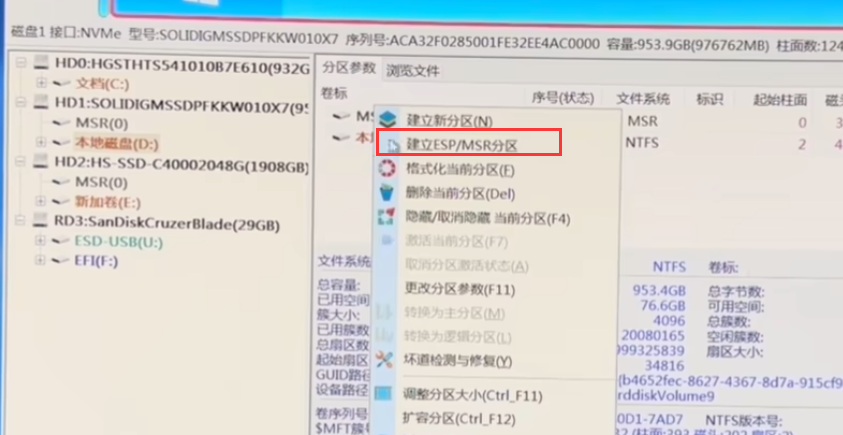 磁盘1 接口:NVMe 型号:SOLIDIGMSSDPFKKW010X7 序列号:ACA32F0285001FE32EE4AC0000 容量:953.9GB(976762MB) 柱面数:124
HD0:HGSTHTS541010B7E610(932G
文档(C:)
HD1:SOLIDIGMSSDPFKKW010X7(95
MSR(0)
本地磁盘(D:)
HD2:HS-SSD-C40002048G(1908GB)
MSR(0)
新加卷(E:)
RD3:SanDiskCruzerBlade(29GB)
ESD-USB(U:)
EFI(F:)
分区参数 浏览文件
卷标 序号(状态) 文件系统 标识 起始柱面 磁头
MS MSR 0 3
本地 NTFS 2 4
建立新分区(N)
建立ESP/MSR分区
格式化当前分区(F)
删除当前分区(Del)
隐藏/取消隐藏 当前分区(F4)
激活当前分区(F7)
取消分区激活状态(A)
更改分区参数(F11)
转换为主分区(M)
转换为逻辑分区(L)
坏道检测与修复(Y)
调整分区大小(Ctrl_F11)
扩容分区(Ctrl_F12)
文件系统 NTFS 卷标:
总容量: 953.4GB 总字节数:
已用空间 76.6GB 可用空间:
簇大小: 4096 总簇数:
已用簇数 20080165 空闲簇数:
总扇区数 999325839 扇区大小:
起始扇区 34816
GUID路径 (b4652fec-8627-4367-8d7a-915cf9
设备路径 rddiskVolume9
卷序列号 0D1-7AD7 NTFS版本号:
$MFT簇号